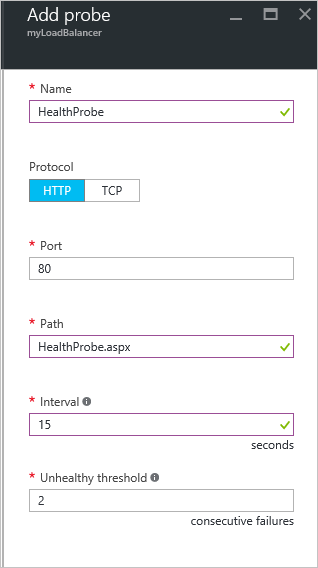 Add probe
myLoadBalancer
* Name
HealthProbe
Protocol
HTTP TCP
* Port
80
* Path
HealthProbe.aspx
* Interval
15
seconds
* Unhealthy threshold
2
consecutive failures